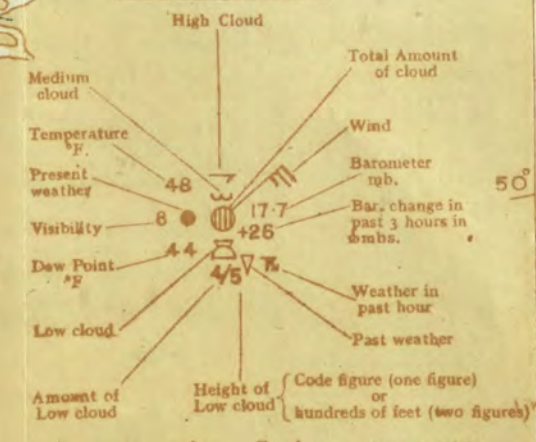 High Cloud
Total Amount
of cloud
Medium
cloud
Wind
Temperature
°F.
Barometer
mb.
Present
weather
48
50°
8
17.7
Bar. change in
past 3 hours in
mbs.
Visibility
+26
Dew Point
°F
44
4/5
Weather in
past hour
Low cloud
Past weather
Amount of
Low cloud
Height of
Low cloud
Code figure (one figure)
or
hundreds of feet (two figures)